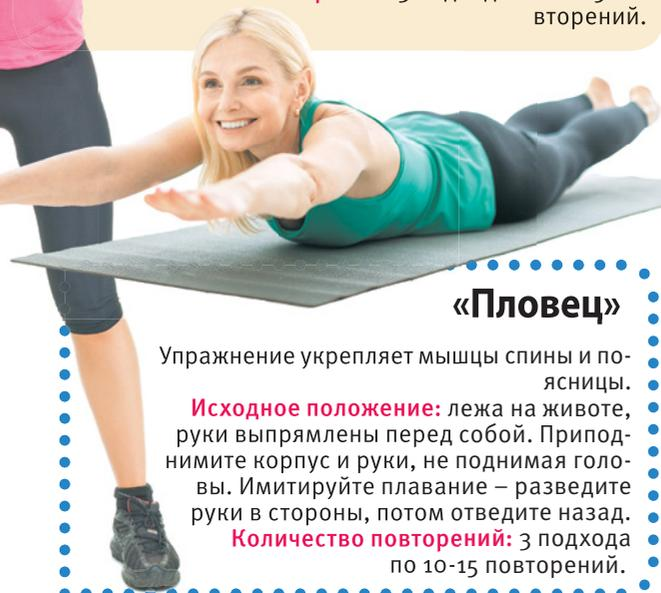 вторений.
«Пловец»
Упражнение укрепляет мышцы спины и по-
ясницы.
Исходное положение: лежа на животе,
руки выпрямлены перед собой. Припод-
нимите корпус и руки, не поднимая голо-
вы. Имитируйте плавание – разведите
руки в стороны, потом отведите назад.
Количество повторений: 3 подхода
по 10-15 повторений.